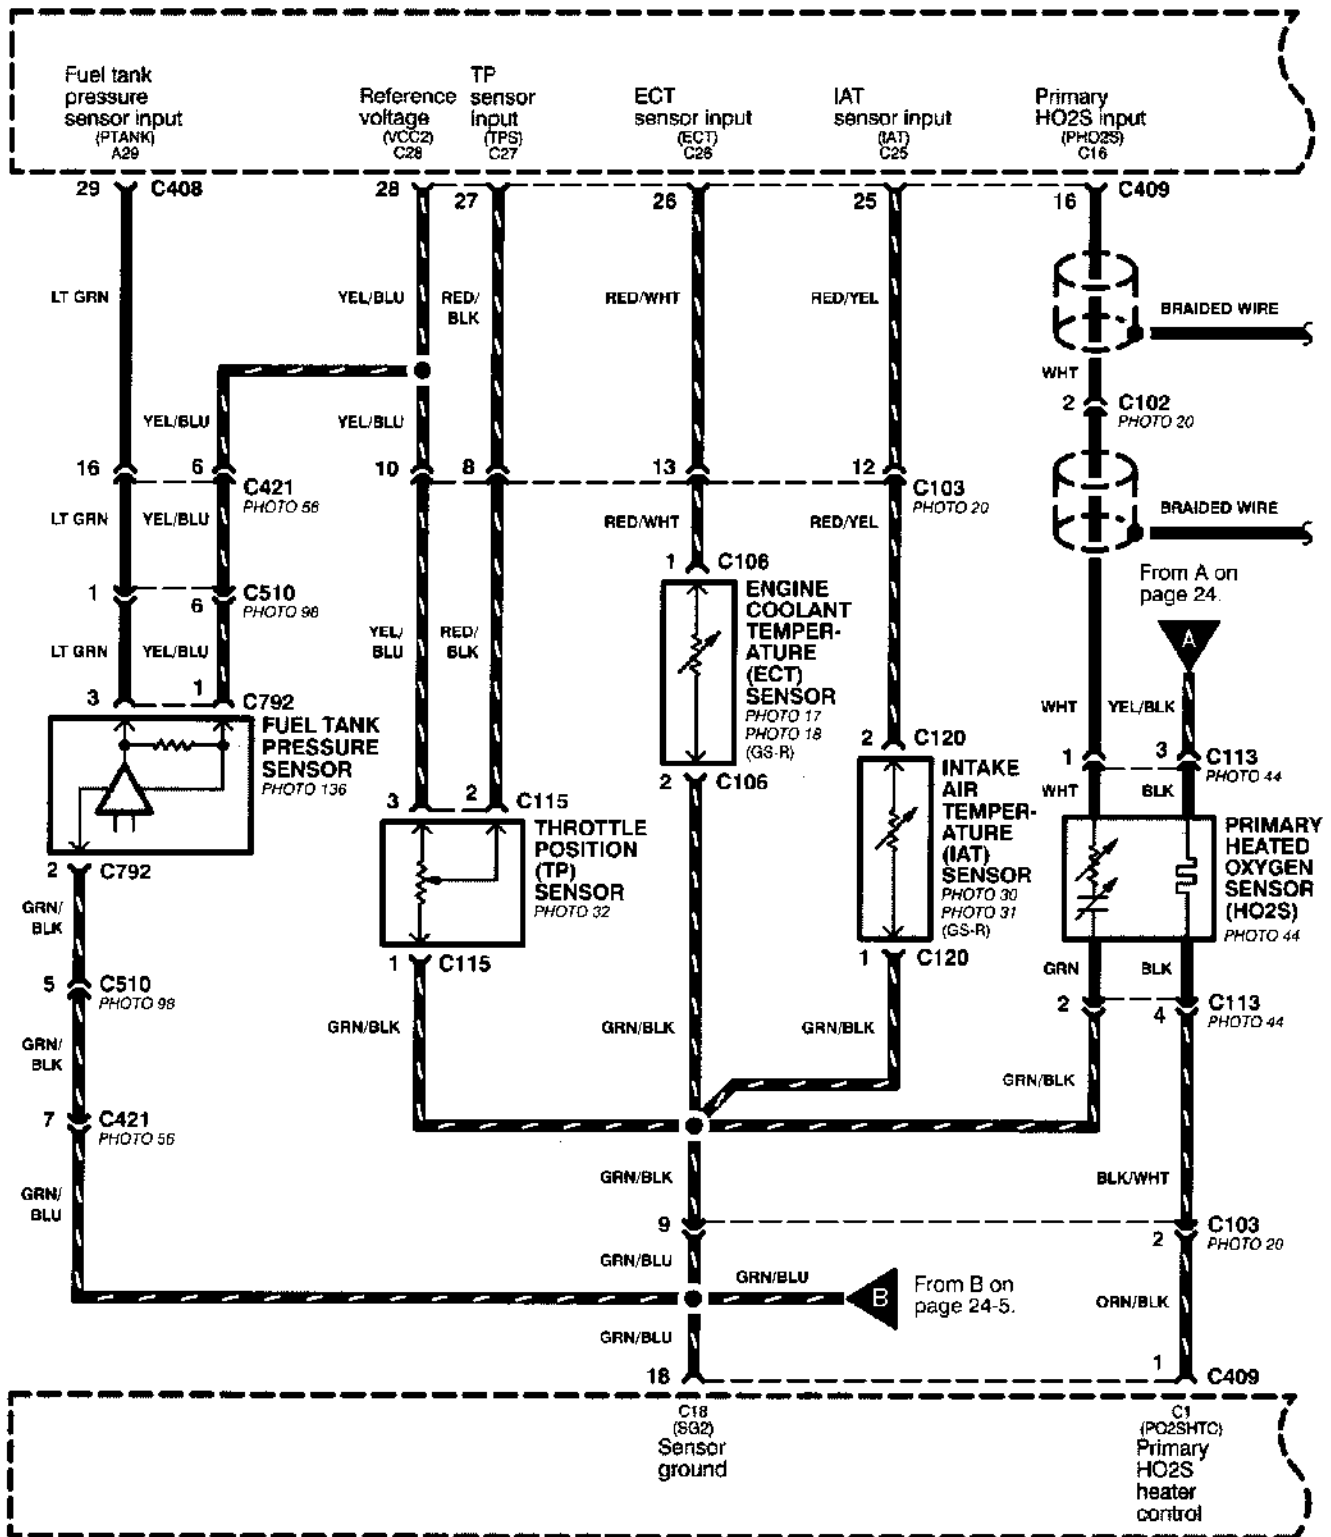 Fuel tank
pressure
sensor input
(PTANK)
A29
Reference
voltage
(VCC2)
C28
TP
sensor
input
(TPS)
C27
ECT
sensor input
(ECT)
C26
IAT
sensor input
(IAT)
C25
Primary
HO2S input
(PHO2S)
C16
29 C408 28 27 26 25 16 C409
LT GRN YEL/BLU RED/
BLK
RED/WHT RED/YEL
BRAIDED WIRE
WHT
2 C102
PHOTO 20
YEL/BLU YEL/BLU
16 6 C421
PHOTO 56
10 8 13 12 C103
PHOTO 20
LT GRN YEL/BLU RED/WHT RED/YEL
BRAIDED WIRE
1 6 C510
PHOTO 98
1 C106
ENGINE
COOLANT
TEMPER-
ATURE
(ECT)
SENSOR
PHOTO 17
PHOTO 18
(GS-R)
2 C106
From A on
page 24.
A
LT GRN YEL/BLU
YEL/
BLU
RED/
BLK
WHT YEL/BLK
3 1 C792
FUEL TANK
PRESSURE
SENSOR
PHOTO 136
2 C792
3 2 C115
THROTTLE
POSITION
(TP)
SENSOR
PHOTO 32
1 C115
2 C120
INTAKE
AIR
TEMPER-
ATURE
(IAT)
SENSOR
PHOTO 30
PHOTO 31
(GS-R)
1 C120
1 3 C113
PHOTO 44
WHT BLK
PRIMARY
HEATED
OXYGEN
SENSOR
(HO2S)
PHOTO 44
GRN BLK
2 4 C113
PHOTO 44
GRN/
BLK
5 C510
PHOTO 98
GRN/
BLK
7 C421
PHOTO 56
GRN/
BLU
GRN/BLK GRN/BLK GRN/BLK GRN/BLK
GRN/BLK BLK/WHT
9 2 C103
PHOTO 20
GRN/BLU
GRN/BLU
B
From B on
page 24-5.
ORN/BLK
GRN/BLU
18 1 C409
C18
(SG2)
Sensor
ground
C1
(PO2SHTC)
Primary
HO2S
heater
control